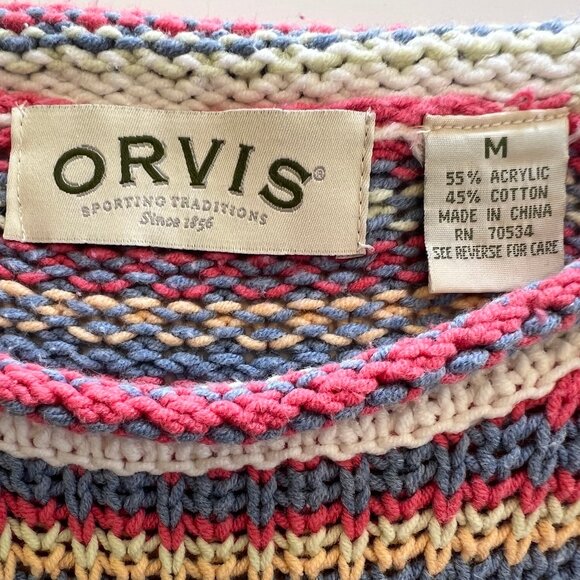 ORVIS®
SPORTING TRADITIONS
Since 1856
M
55% ACRYLIC
45% COTTON
MADE IN CHINA
RN 70534
SEE REVERSE FOR CARE